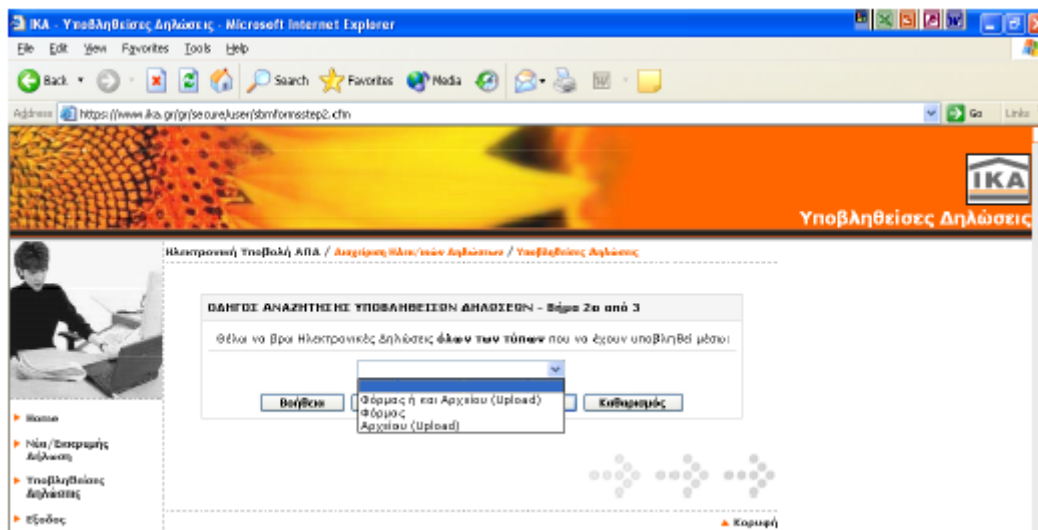 IKA - Υποβληθείσες Δηλώσεις - Microsoft Internet Explorer
File Edit View Favorites Tools Help
Back Search Favorites Media
Address https://www.ika.gr/gr/secure/user/sbmformsstep2.cfm Go Links
IKA
Υποβληθείσες Δηλώσεις
Ηλεκτρονική Υποβολή ΑΠΔ / Διαχείριση Ηλεκ/κών Δηλώσεων / Υποβληθείσες Δηλώσεις
ΟΔΗΓΟΣ ΑΝΑΖΗΤΗΣΗΣ ΥΠΟΒΛΗΘΕΙΣΩΝ ΔΗΛΩΣΕΩΝ - Βήμα 2ο από 3
Θέλω να βρω Ηλεκτρονικές Δηλώσεις όλων των τύπων που να έχουν υποβληθεί μέσω:
Φόρμας ή και Αρχείου (Upload)
Φόρμας
Αρχείου (Upload)
Βοήθεια Καθαρισμός
Home
Νέα/Εκκρεμής
Δήλωση
Υποβληθείσες
Δηλώσεις
Έξοδος
Κορυφή